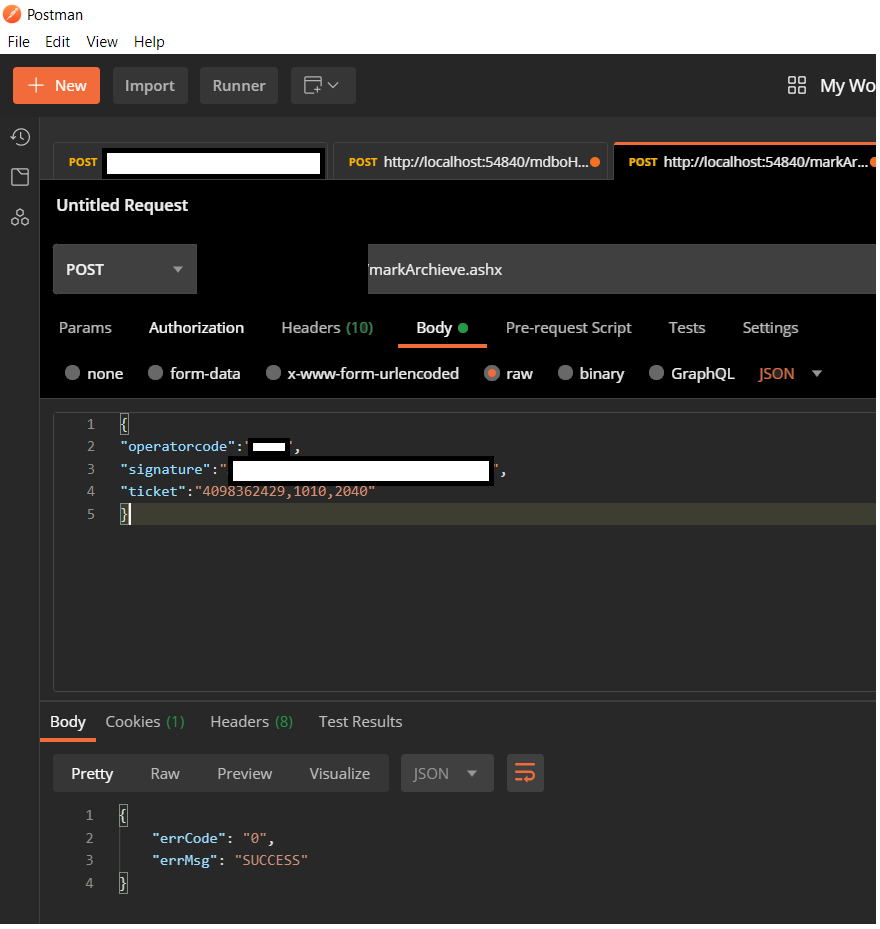 Postman
File Edit View Help
New Import Runner My Wo
POST POST http://localhost:54840/mdboH... POST http://localhost:54840/markAr...
Untitled Request
POST /markArchieve.ashx
Params Authorization Headers (10) Body Pre-request Script Tests Settings
none form-data x-www-form-urlencoded raw binary GraphQL JSON
1 {
2 "operatorcode":" ",
3 "signature":" ",
4 "ticket":"4098362429,1010,2040"
5 }
Body Cookies (1) Headers (8) Test Results
Pretty Raw Preview Visualize JSON
1 {
2 "errCode": "0",
3 "errMsg": "SUCCESS"
4 }